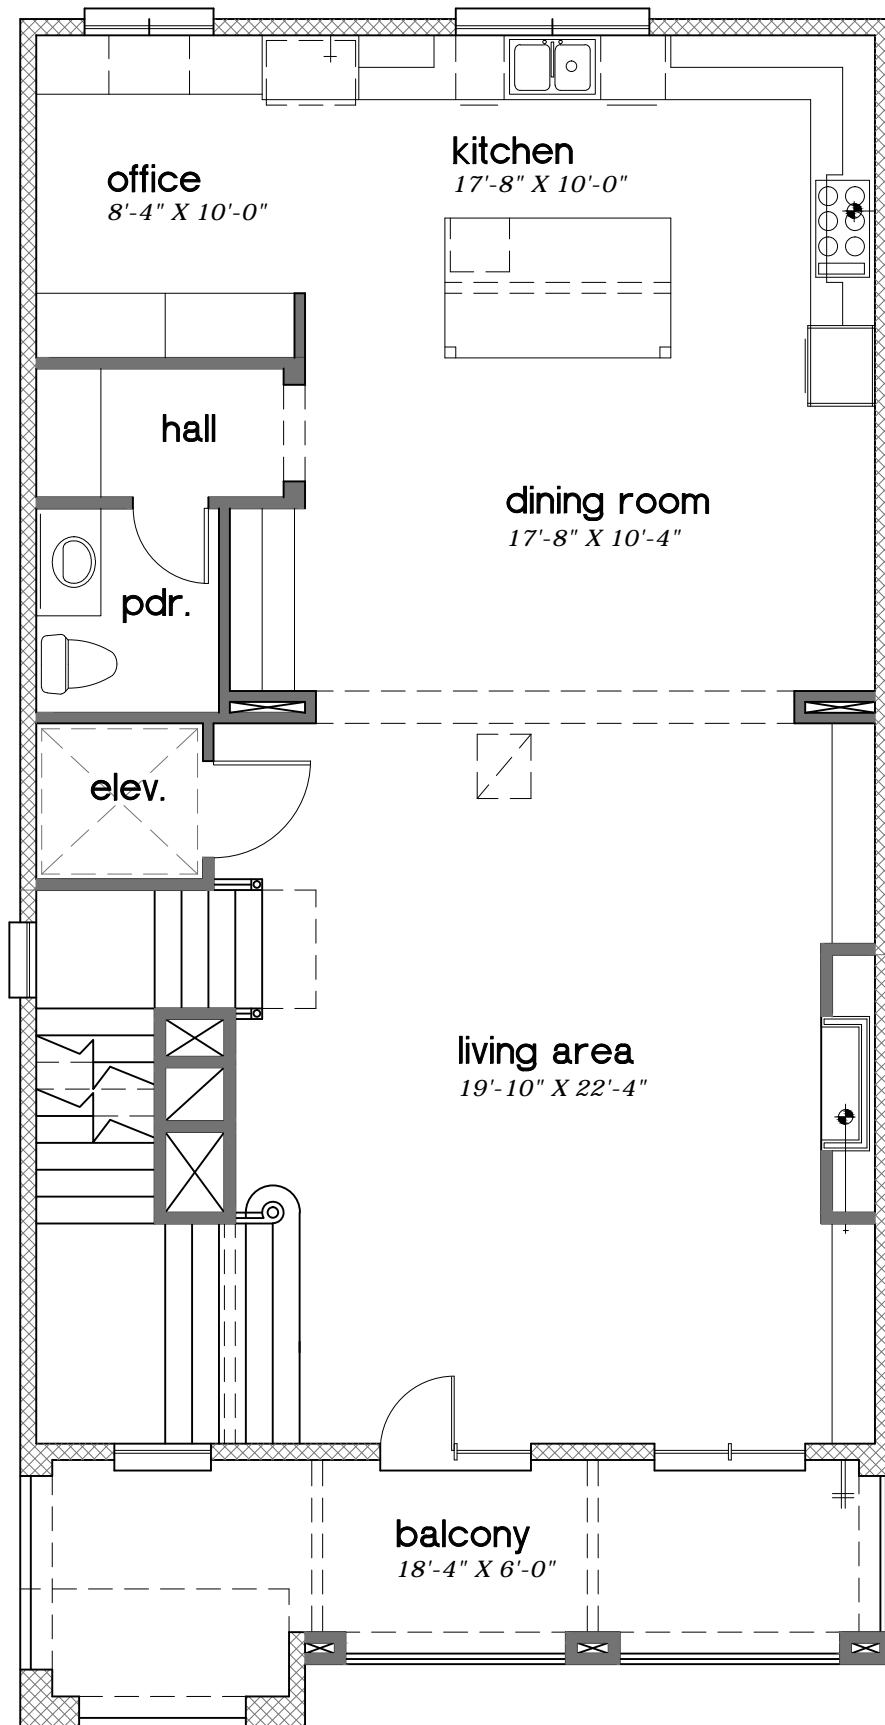 office
8'-4" X 10'-0"
kitchen
17'-8" X 10'-0"
hall
dining room
17'-8" X 10'-4"
pdr.
elev.
living area
19'-10" X 22'-4"
balcony
18'-4" X 6'-0"